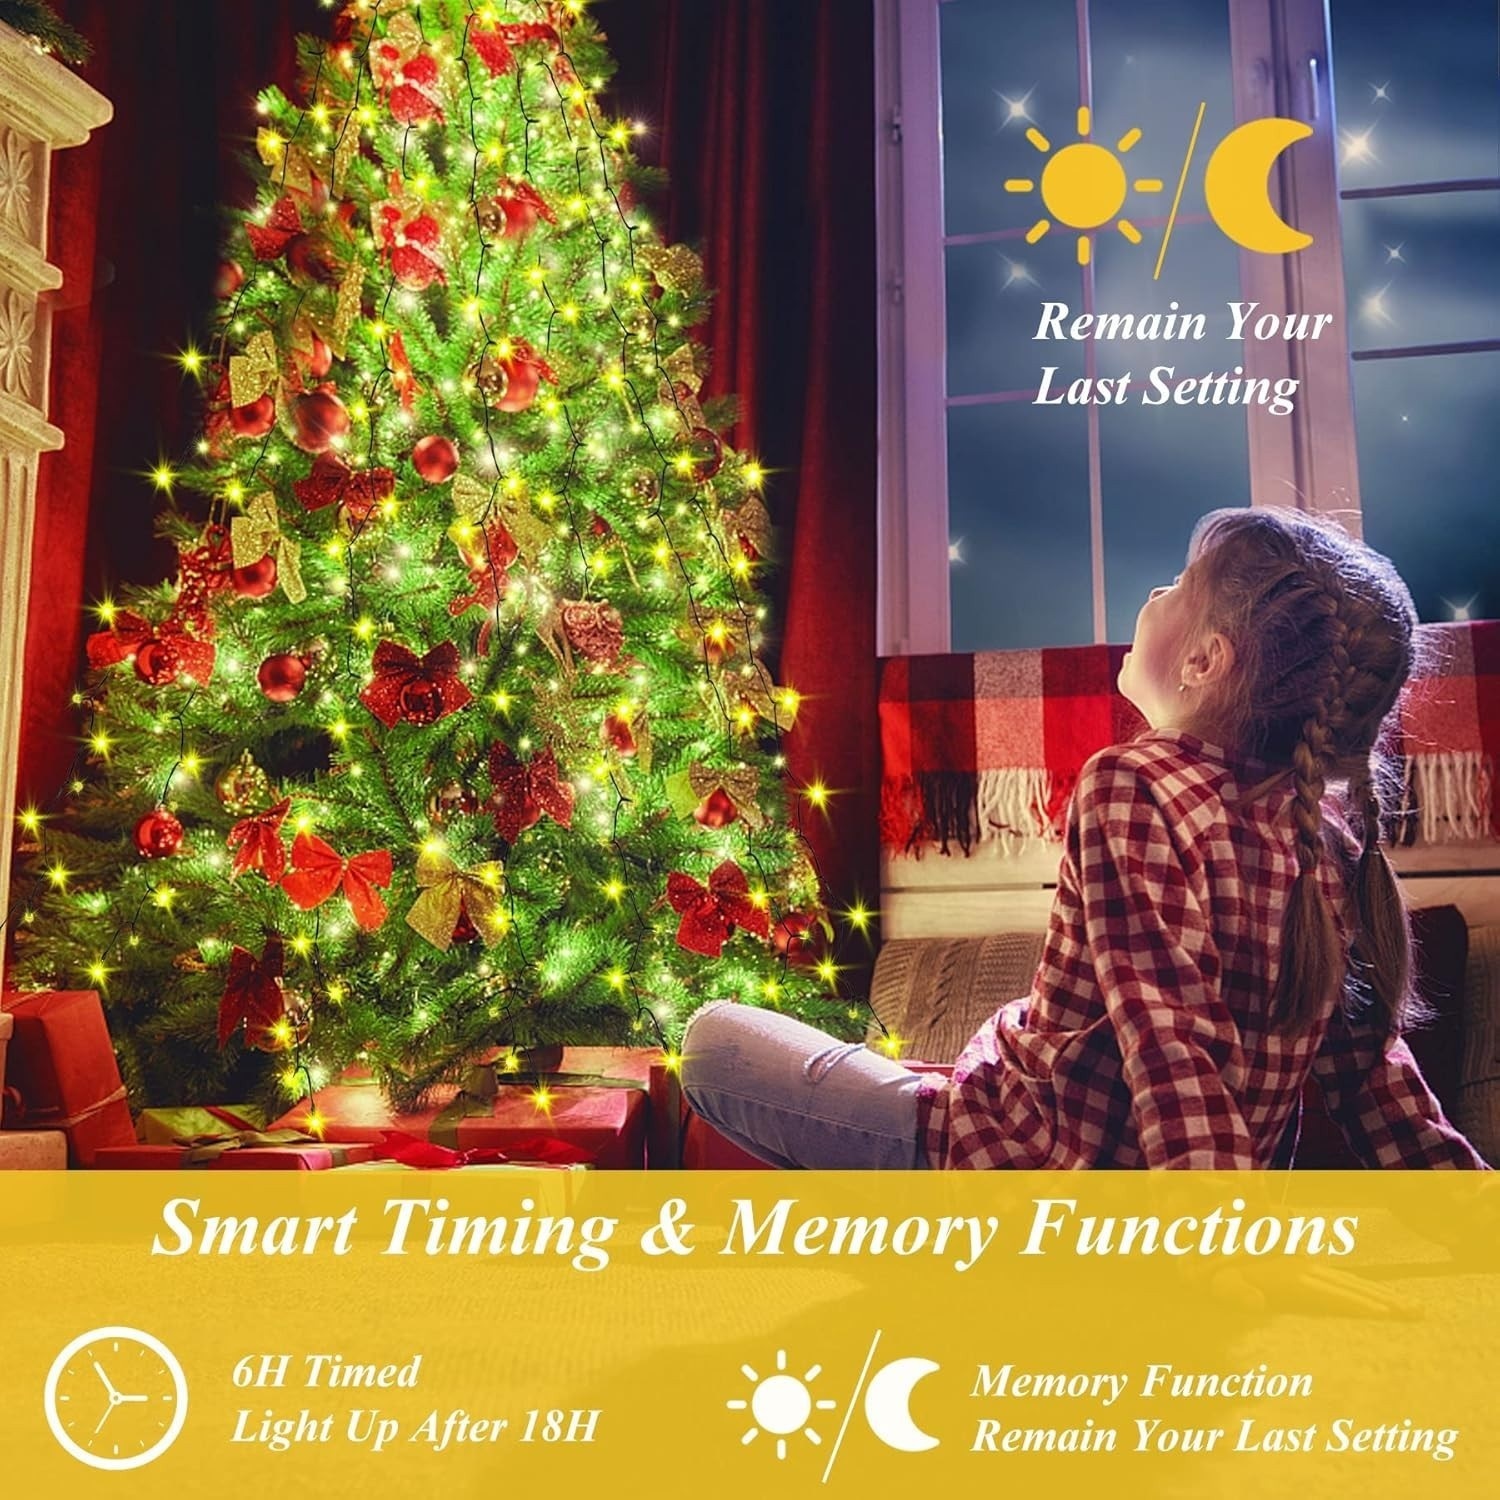 Remain Your
Last Setting
Smart Timing & Memory Functions
6H Timed
Light Up After 18H
Memory Function
Remain Your Last Setting